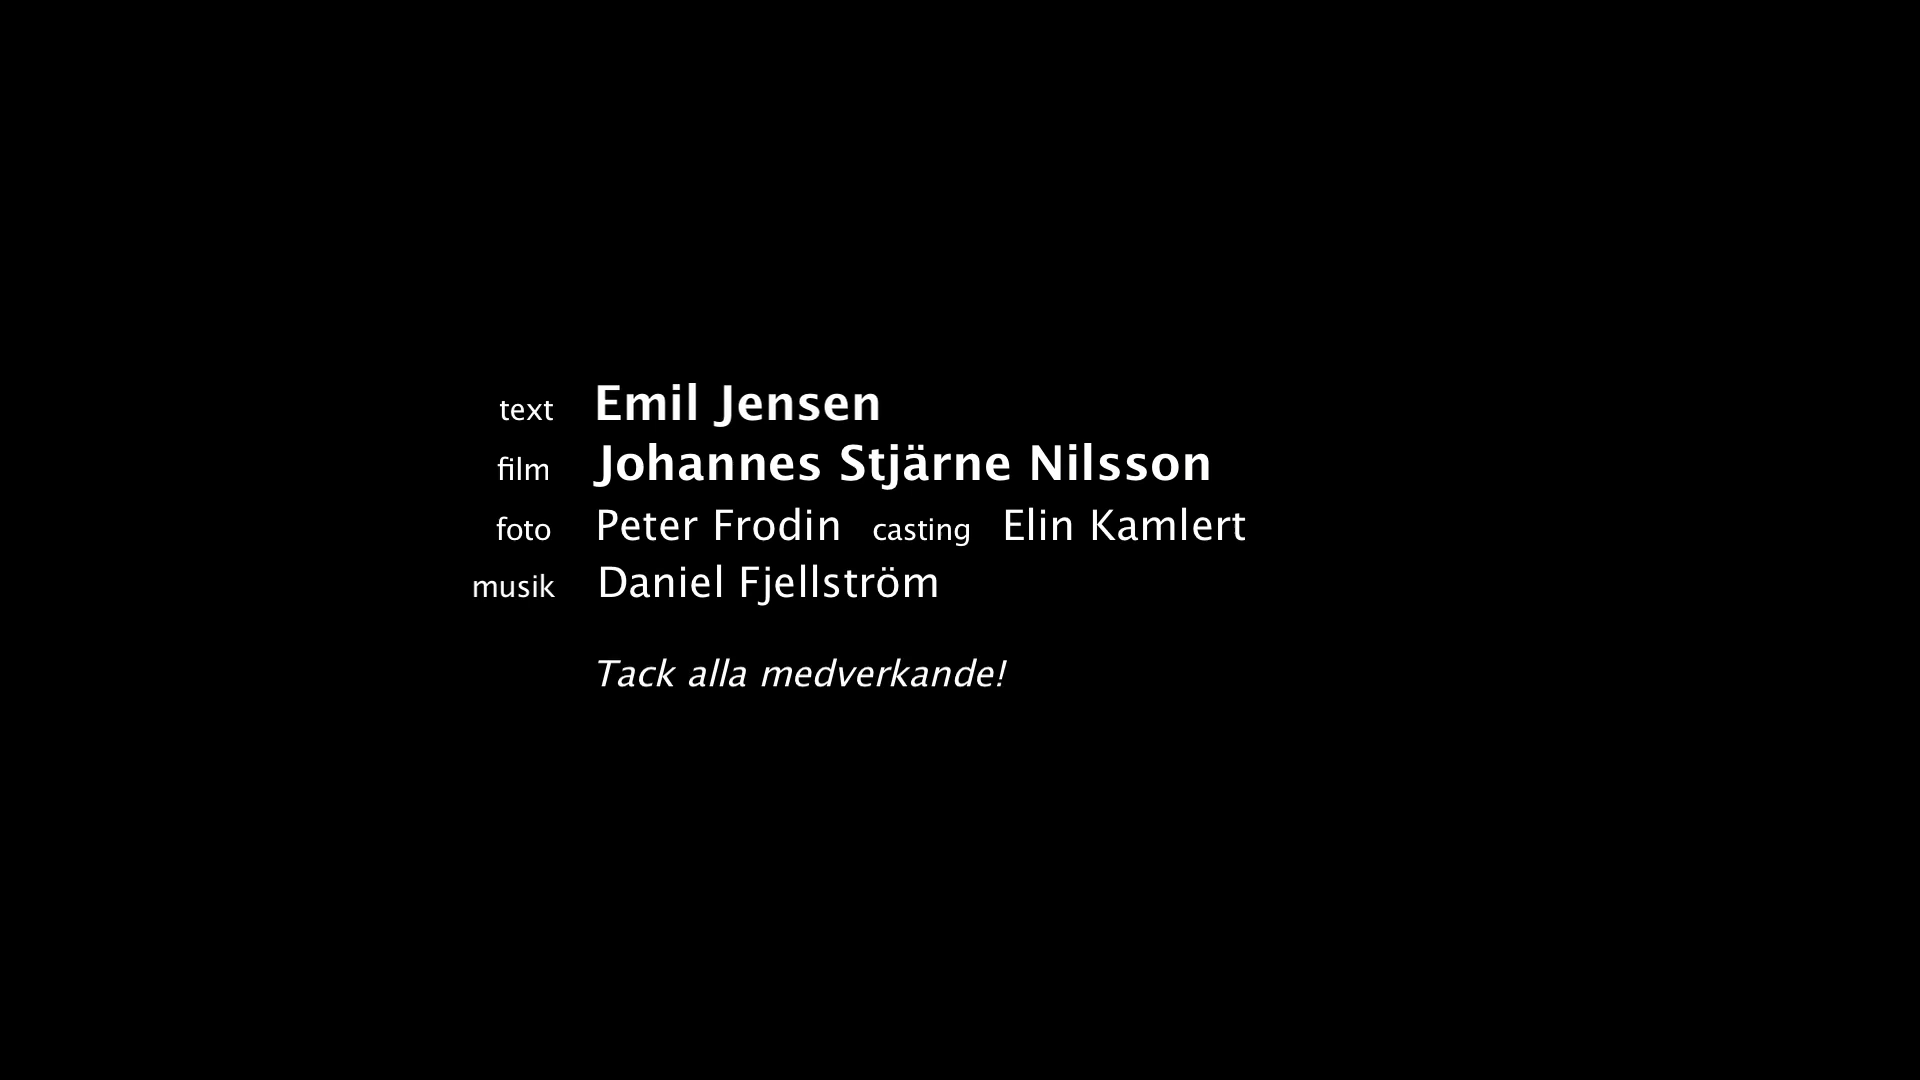 text Emil Jensen
film Johannes Stjärne Nilsson
foto Peter Frodin casting Elin Kamlert
musik Daniel Fjellström
Tack alla medverkande!